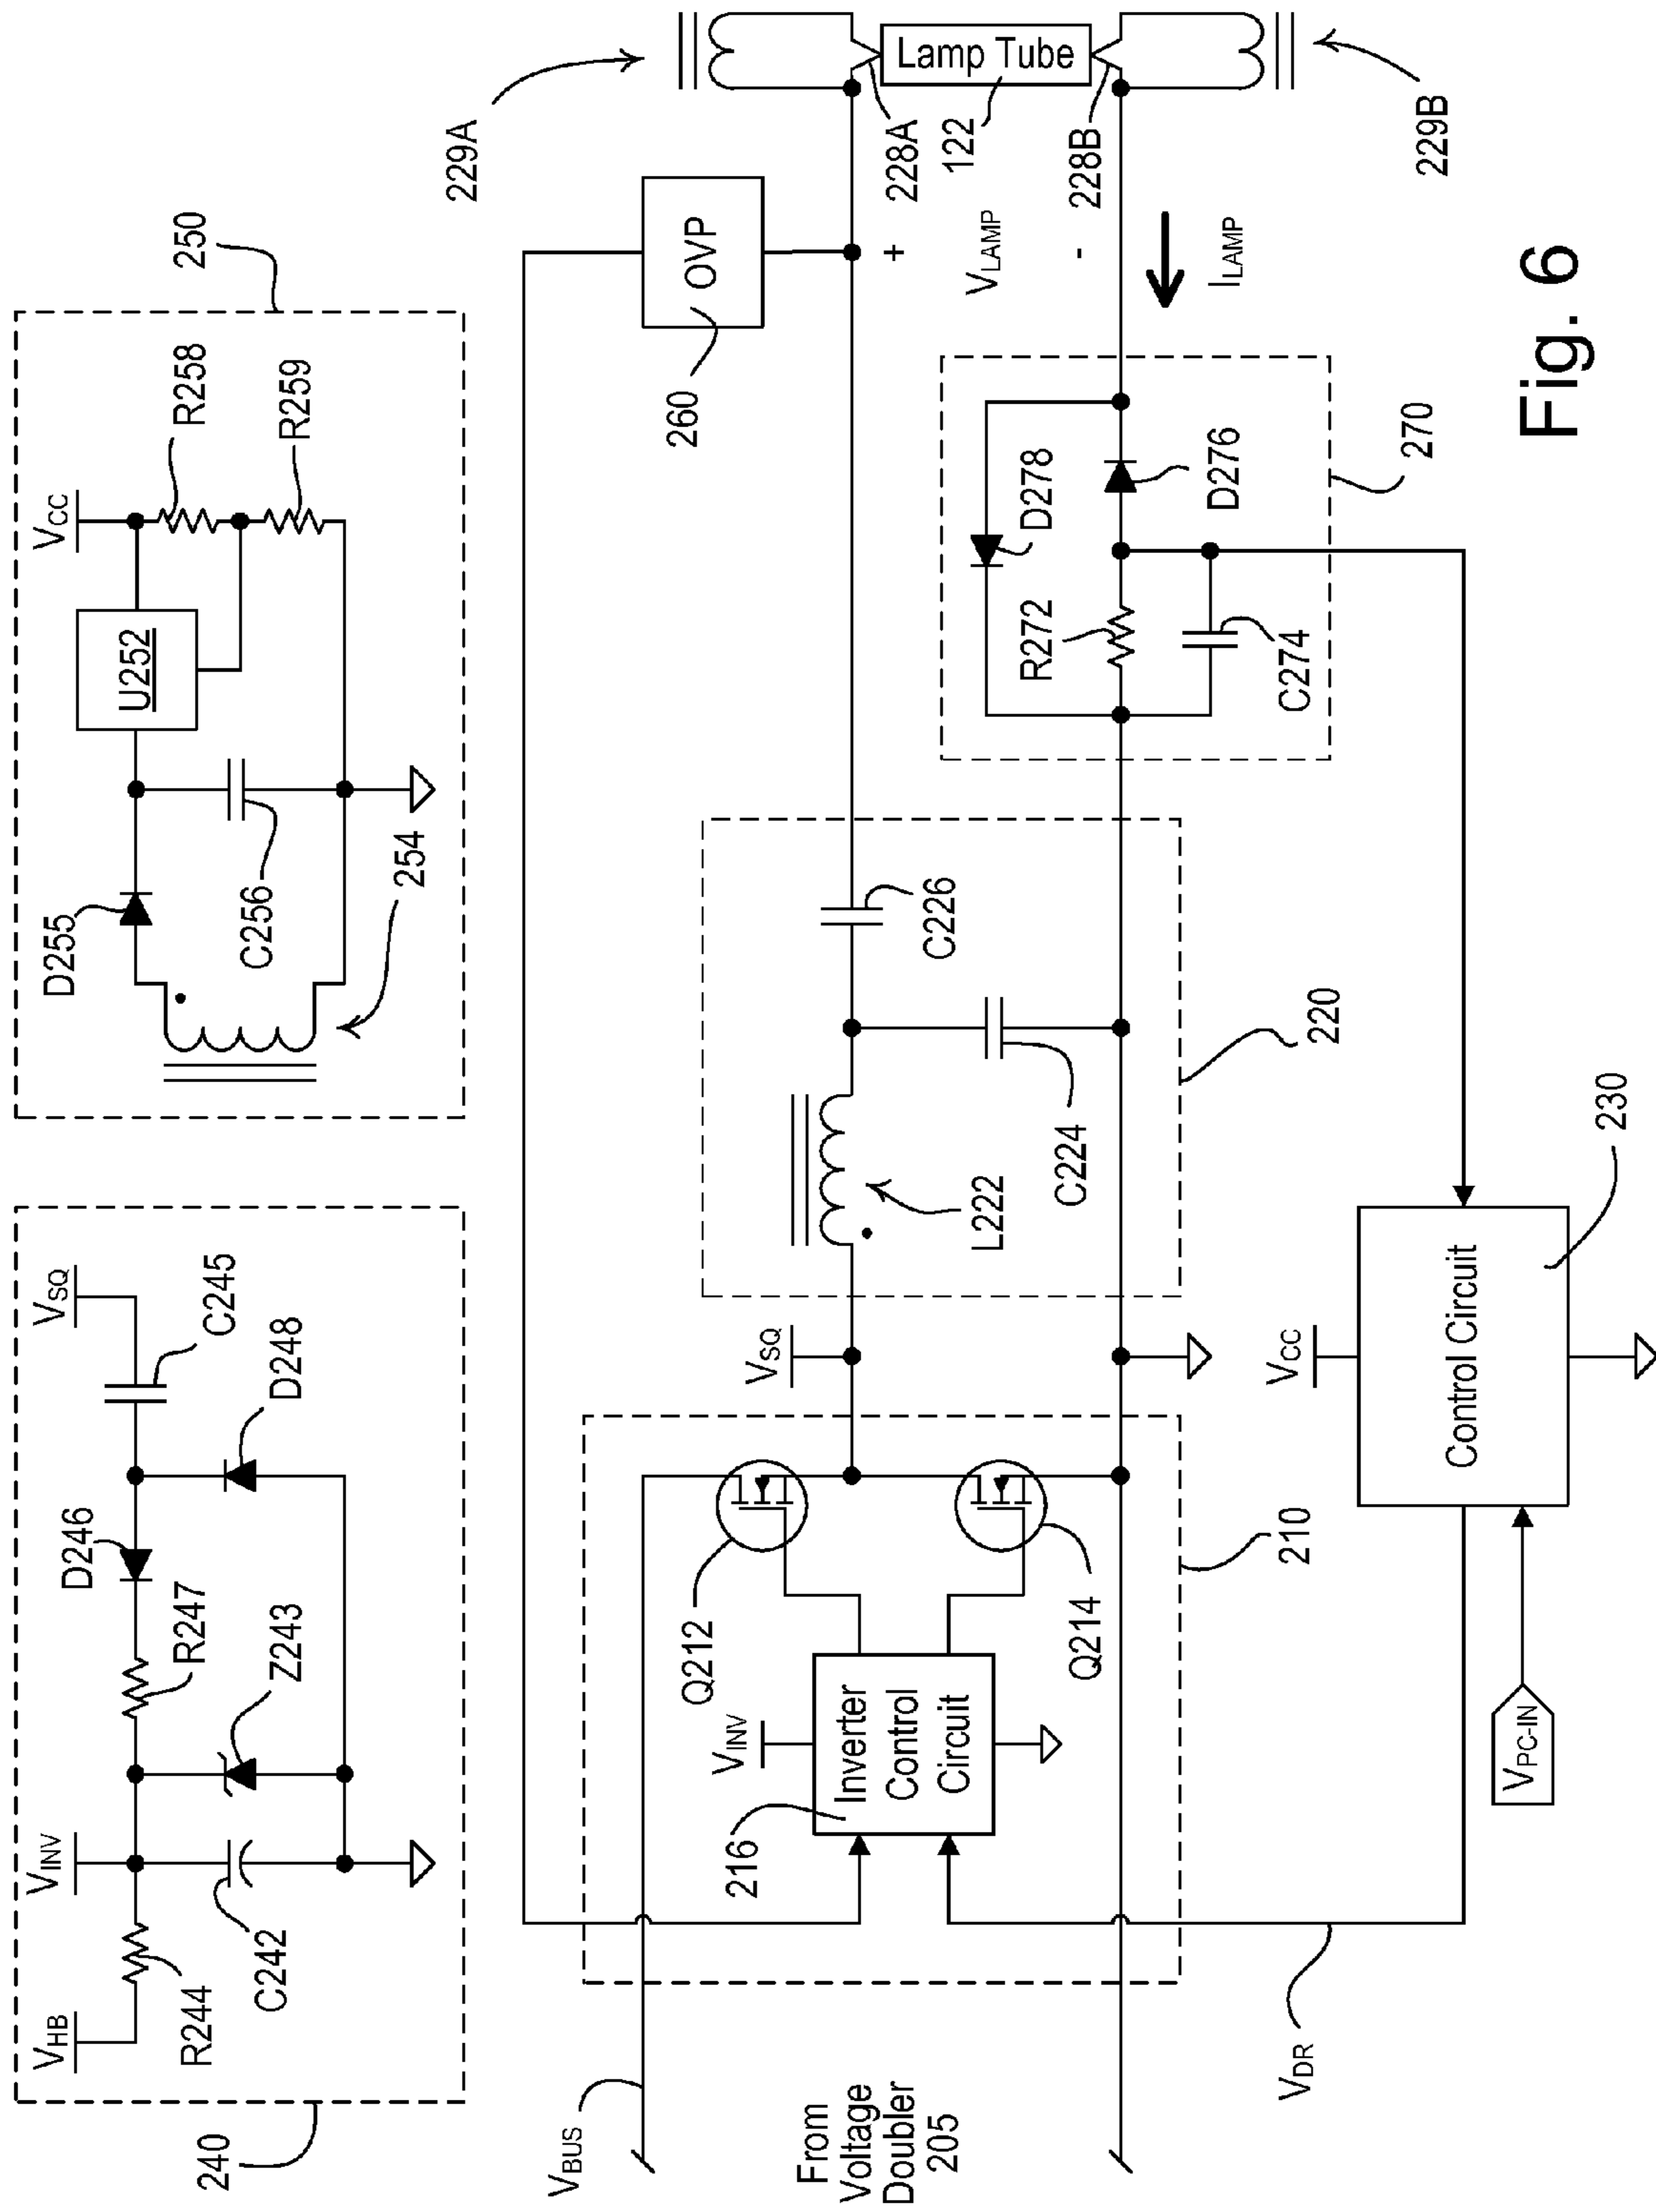 240
VHB
R244
VINV
C242
Z243
R247
D246
D248
C245
VSQ
250
D255
C256
254
U252
VCC
R258
R259
VBUS
From
Voltage
Doubler
205
216
VINV
Inverter
Control
Circuit
Q212
Q214
210
VSQ
L222
C224
C226
220
260
OVP
229A
228A
Lamp Tube
122
228B
229B
+
VLAMP
-
ILAMP
R272
D278
D276
C274
270
VDR
VPC-IN
VCC
Control Circuit
230
Fig. 6